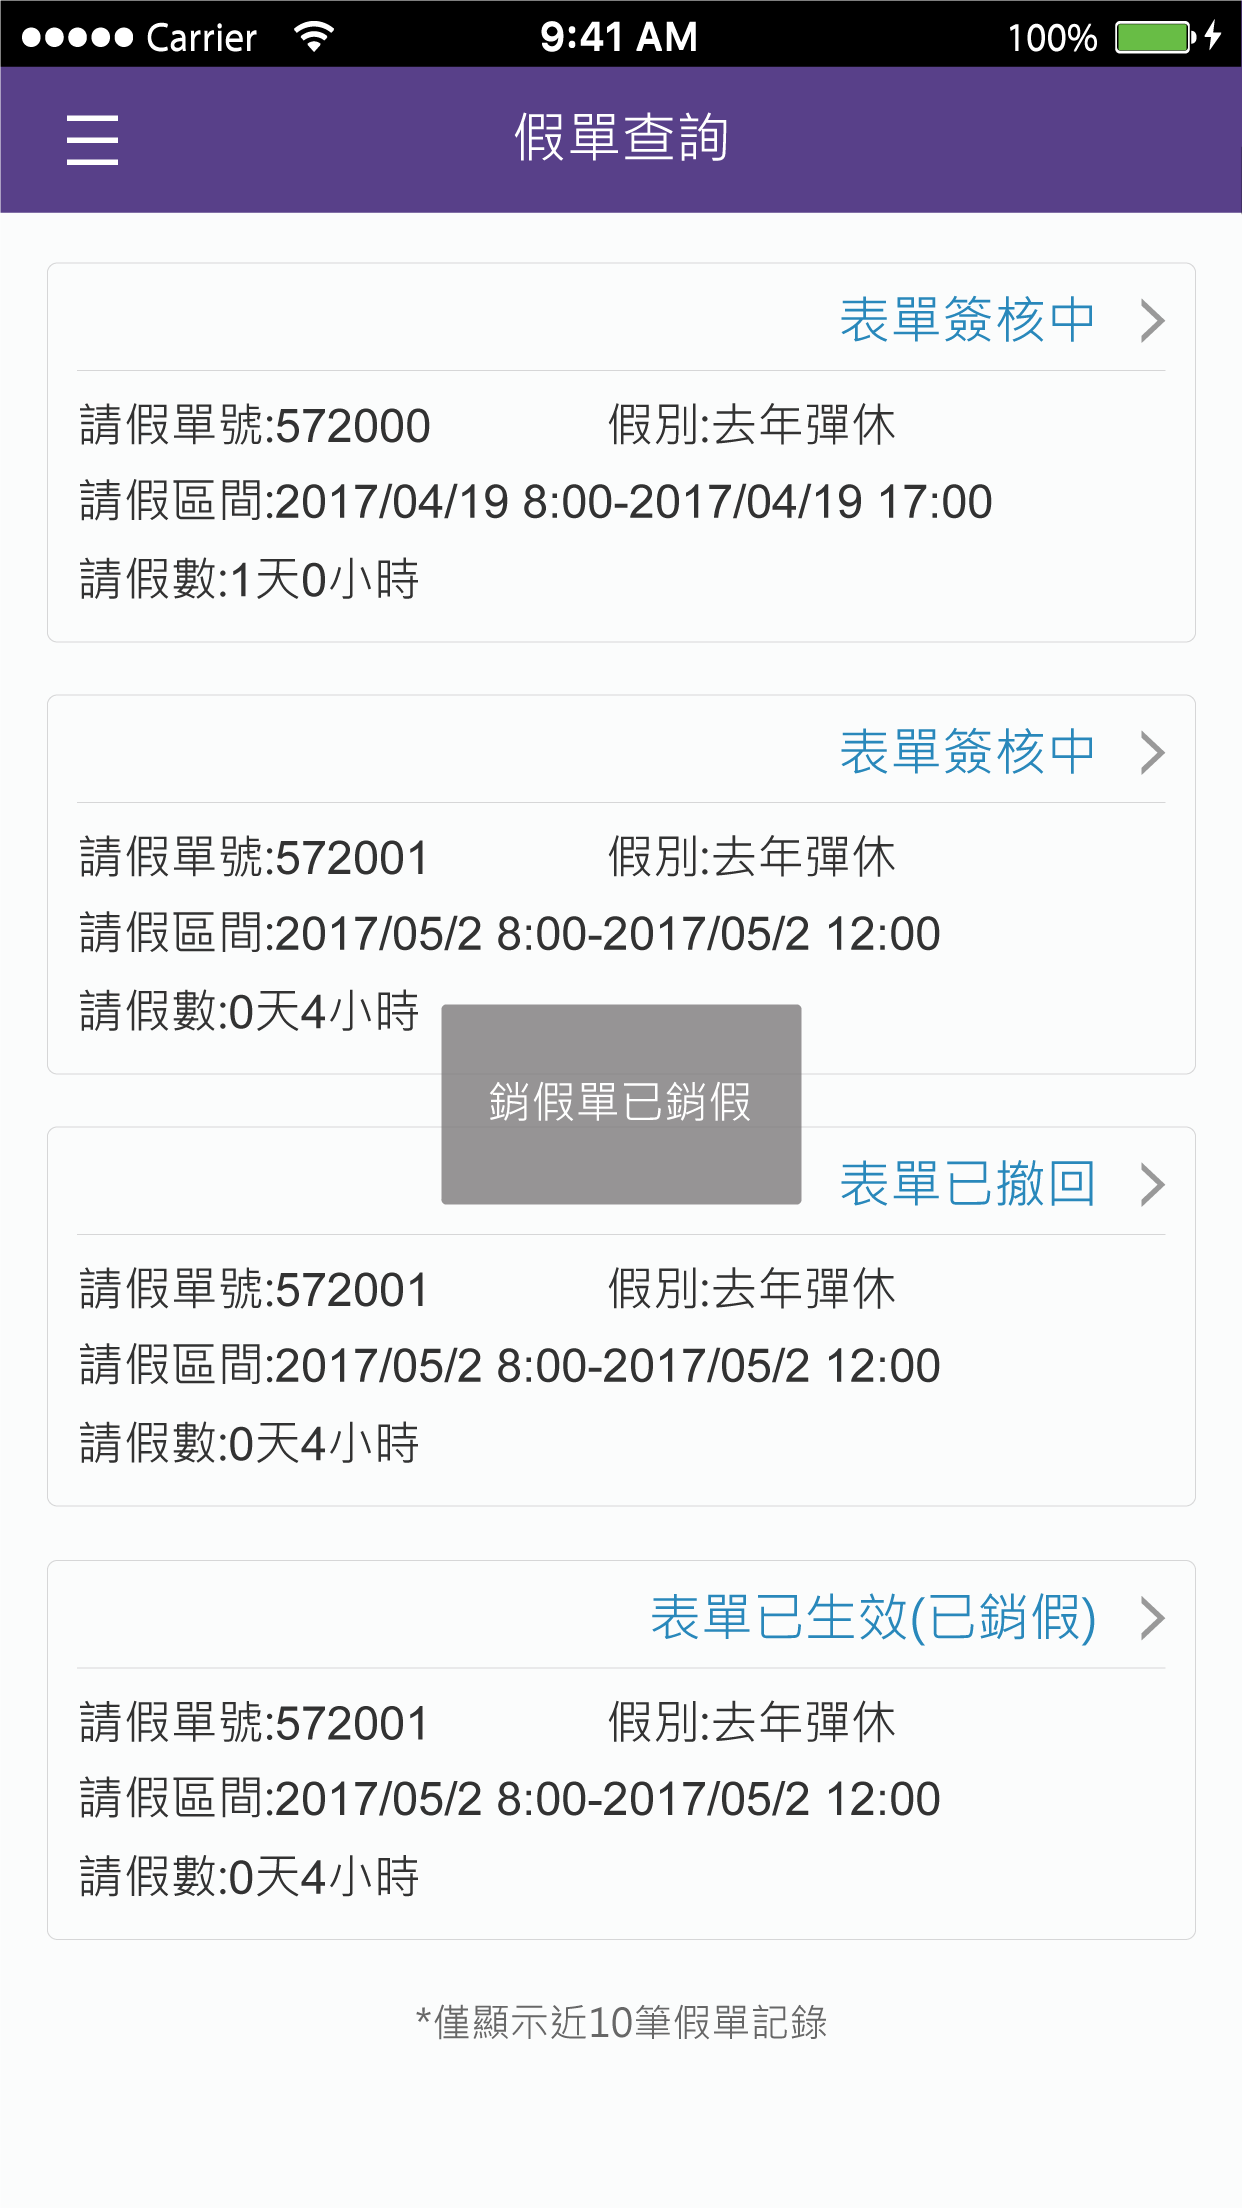 Carrier 9:41 AM 100%
假單查詢
表單簽核中
請假單號:572000 假別:去年彈休
請假區間:2017/04/19 8:00-2017/04/19 17:00
請假數:1天0小時
表單簽核中
請假單號:572001 假別:去年彈休
請假區間:2017/05/2 8:00-2017/05/2 12:00
請假數:0天4小時
銷假單已銷假
表單已撤回
請假單號:572001 假別:去年彈休
請假區間:2017/05/2 8:00-2017/05/2 12:00
請假數:0天4小時
表單已生效(已銷假)
請假單號:572001 假別:去年彈休
請假區間:2017/05/2 8:00-2017/05/2 12:00
請假數:0天4小時
*僅顯示近10筆假單記錄